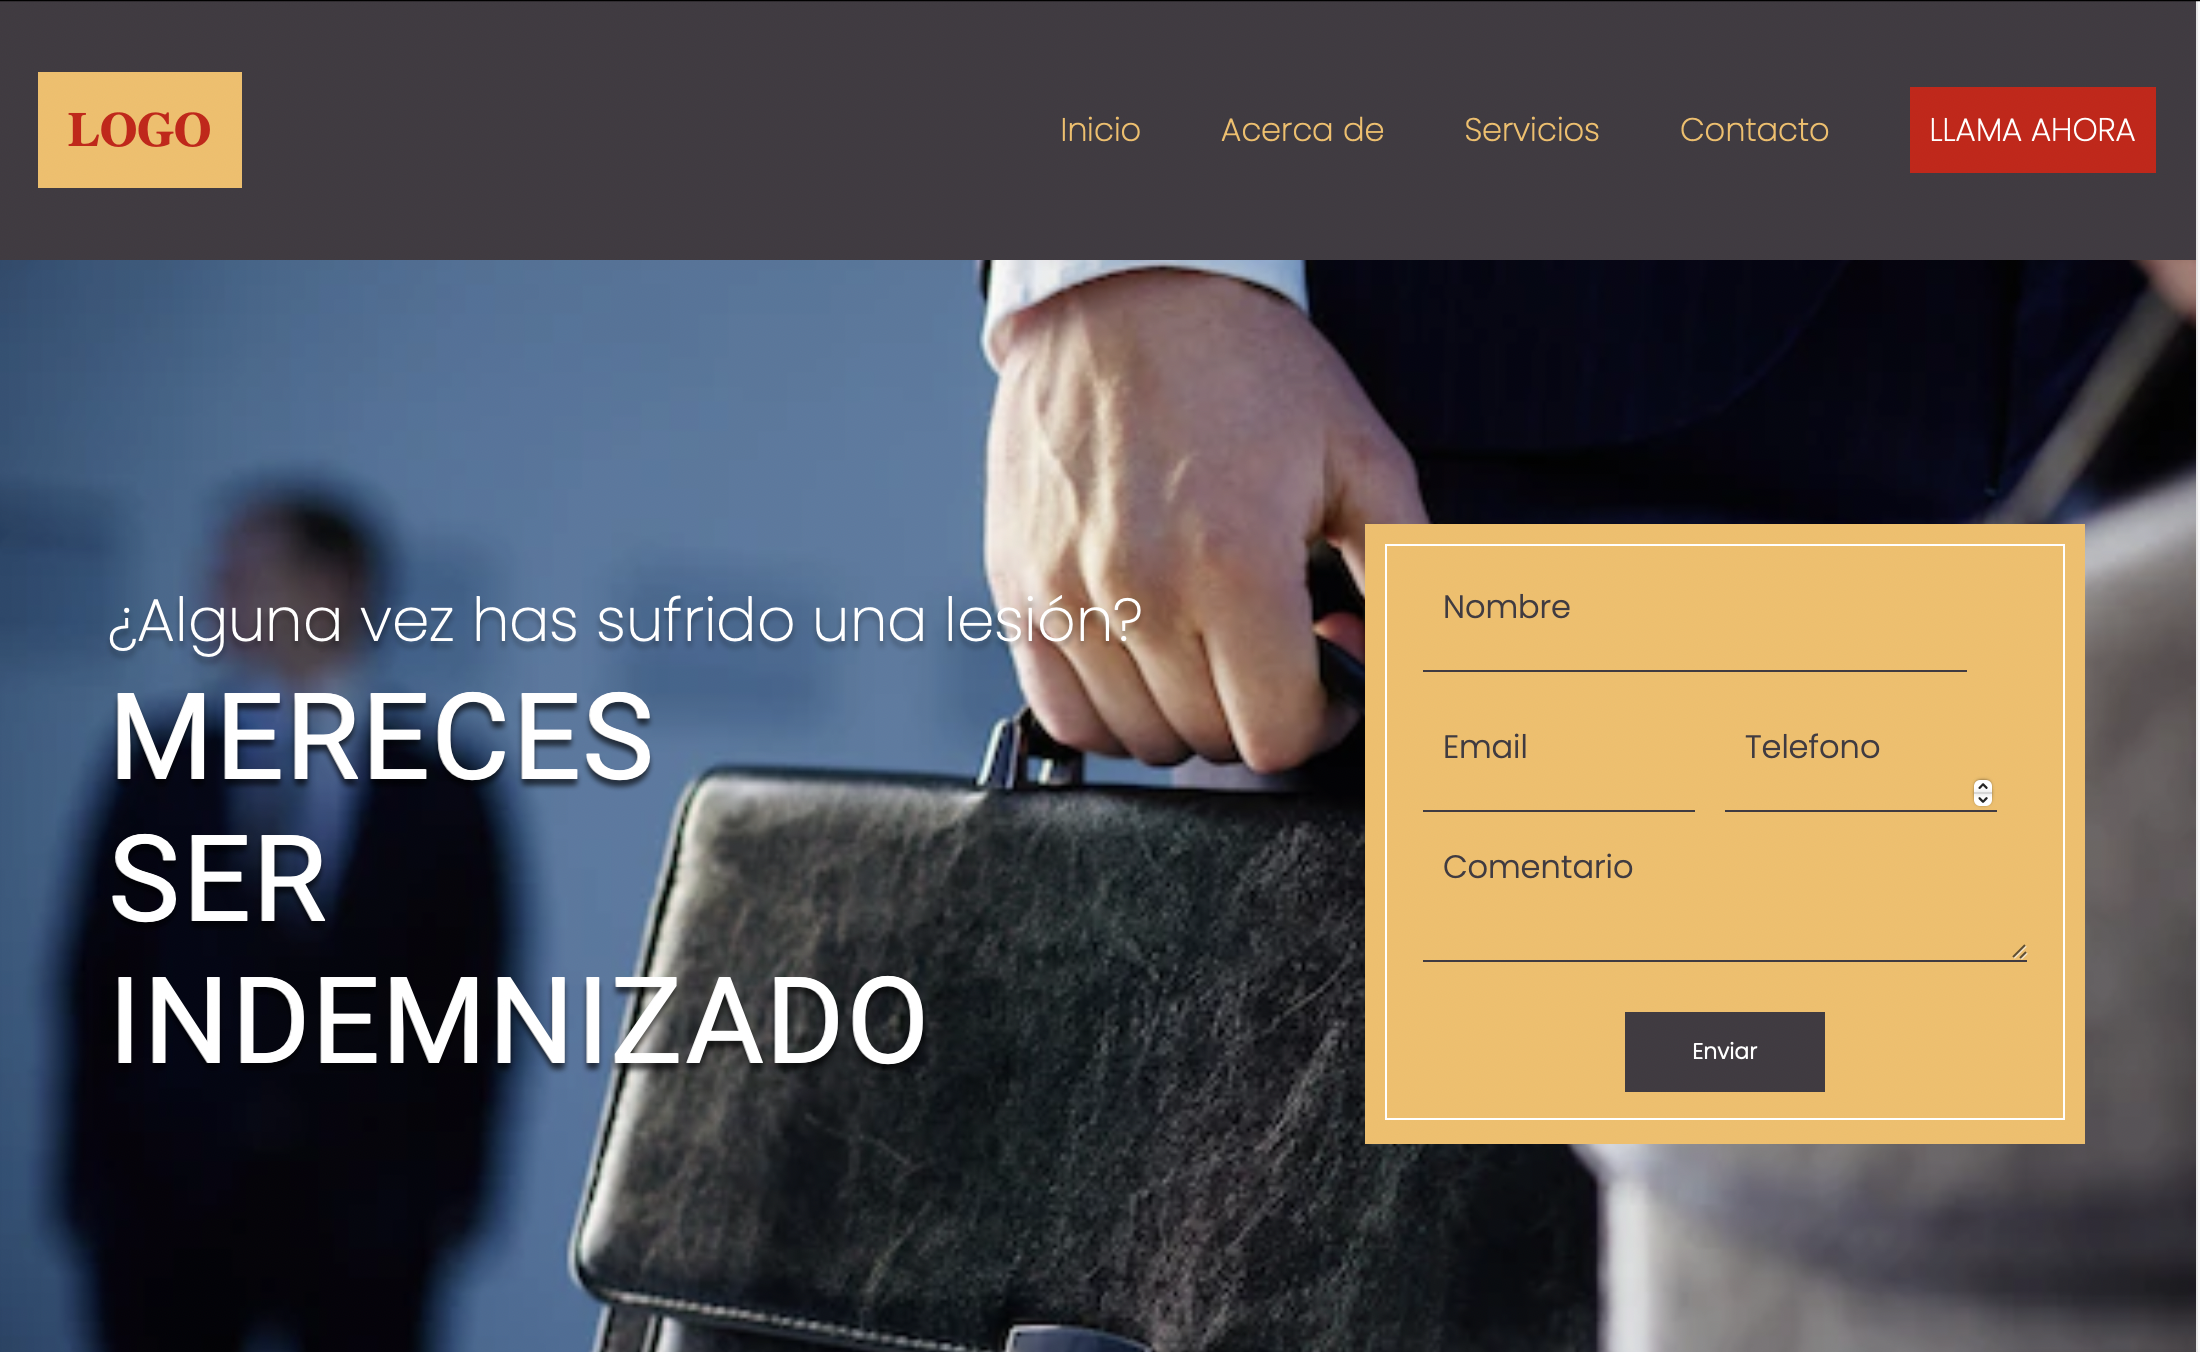 LOGO
Inicio Acerca de Servicios Contacto LLAMA AHORA
¿Alguna vez has sufrido una lesión?
MERECES
SER
INDEMNIZADO
Nombre
Email Telefono
Comentario
Enviar